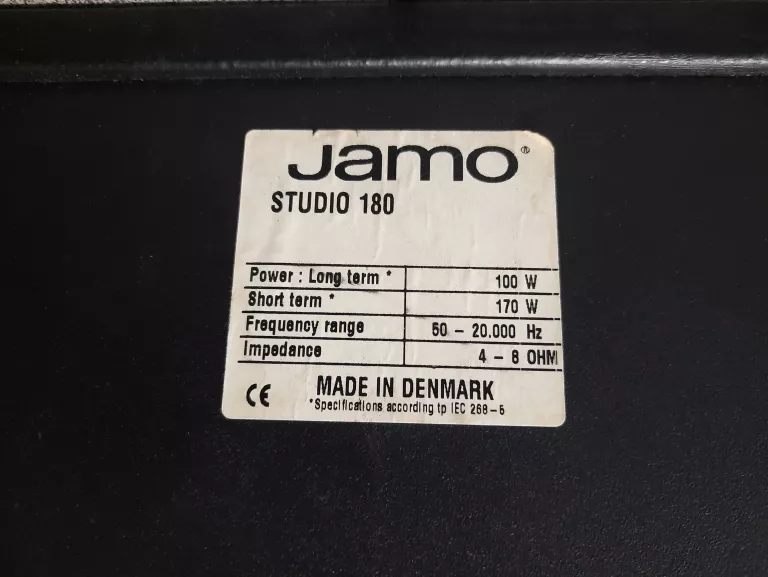 Jamo®
STUDIO 180
Power : Long term * 100 W
Short term * 170 W
Frequency range 50 – 20.000 Hz
Impedance 4 – 8 OHM
CE MADE IN DENMARK
*Specifications according tp IEC 268–5